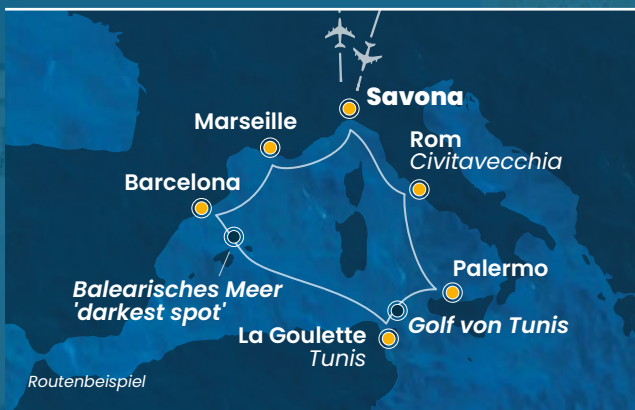 Savona
Marseille
Rom
Civitavecchia
Barcelona
Palermo
Balearisches Meer
'darkest spot'
Golf von Tunis
La Goulette
Tunis
Routenbeispiel